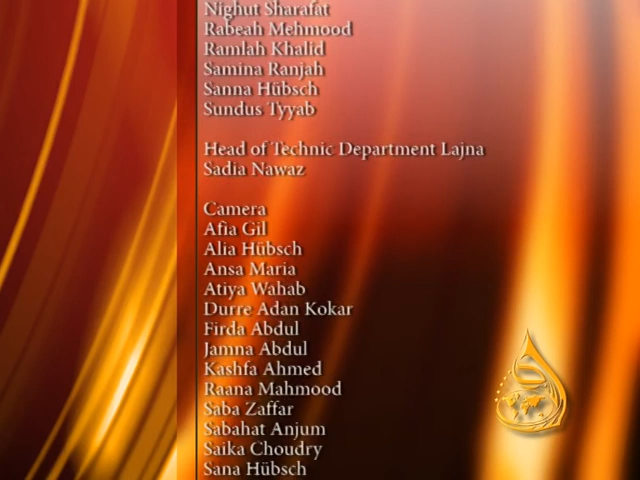 Nighut Sharafat
Rabeah Mehmood
Ramlah Khalid
Samina Ranjah
Sanna Hübsch
Sundus Tyyab
Head of Technic Department Lajna
Sadia Nawaz
Camera
Afia Gil
Alia Hübsch
Ansa Maria
Atiya Wahab
Durre Adan Kokar
Firda Abdul
Jamna Abdul
Kashfa Ahmed
Raana Mahmood
Saba Zaffar
Sabahat Anjum
Saika Choudry
Sana Hübsch